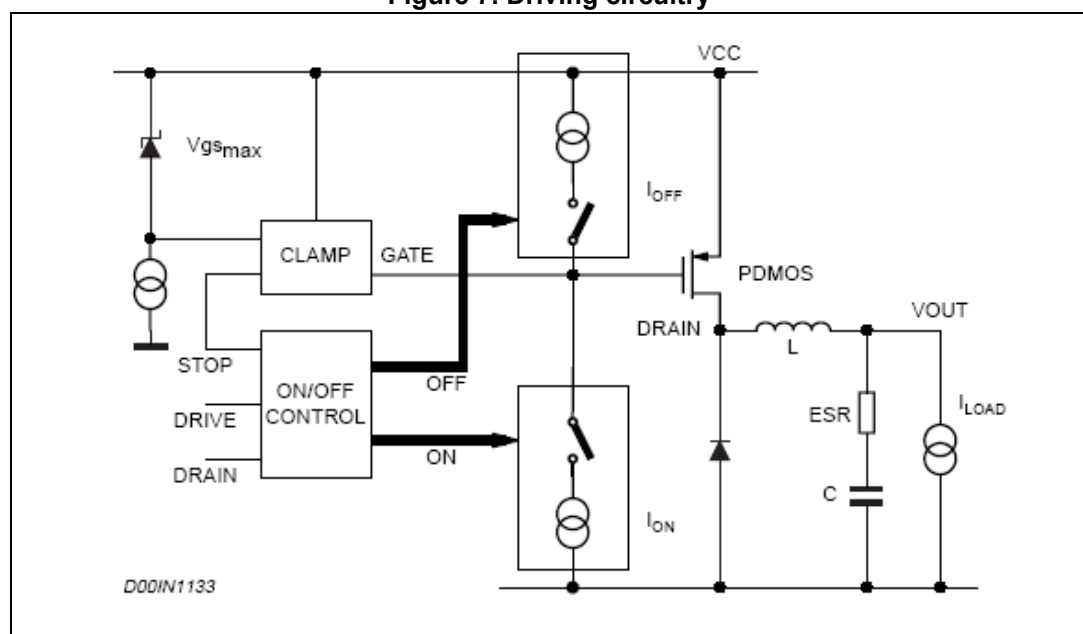 Figure 7. Driving circuitry
VCC
Vgsmax
IOFF
CLAMP
GATE
PDMOS
VOUT
DRAIN
L
STOP
OFF
ON/OFF
CONTROL
ESR
ILOAD
DRIVE
ON
DRAIN
C
ION
D00IN1133